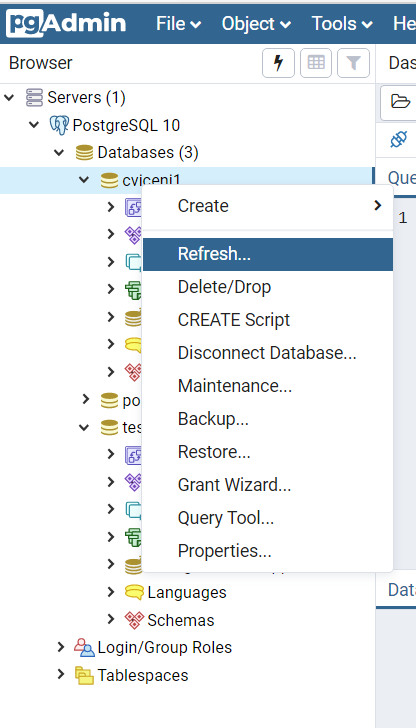 pgAdmin File Object Tools He
Browser Das
Servers (1)
PostgreSQL 10
Databases (3)
cvjceni1
Create
Refresh...
Delete/Drop
CREATE Script
Disconnect Database...
Maintenance...
po
Backup...
tes
Restore...
Grant Wizard...
Query Tool...
Properties...
Languages
Schemas
Login/Group Roles
Tablespaces
Que
1
Data